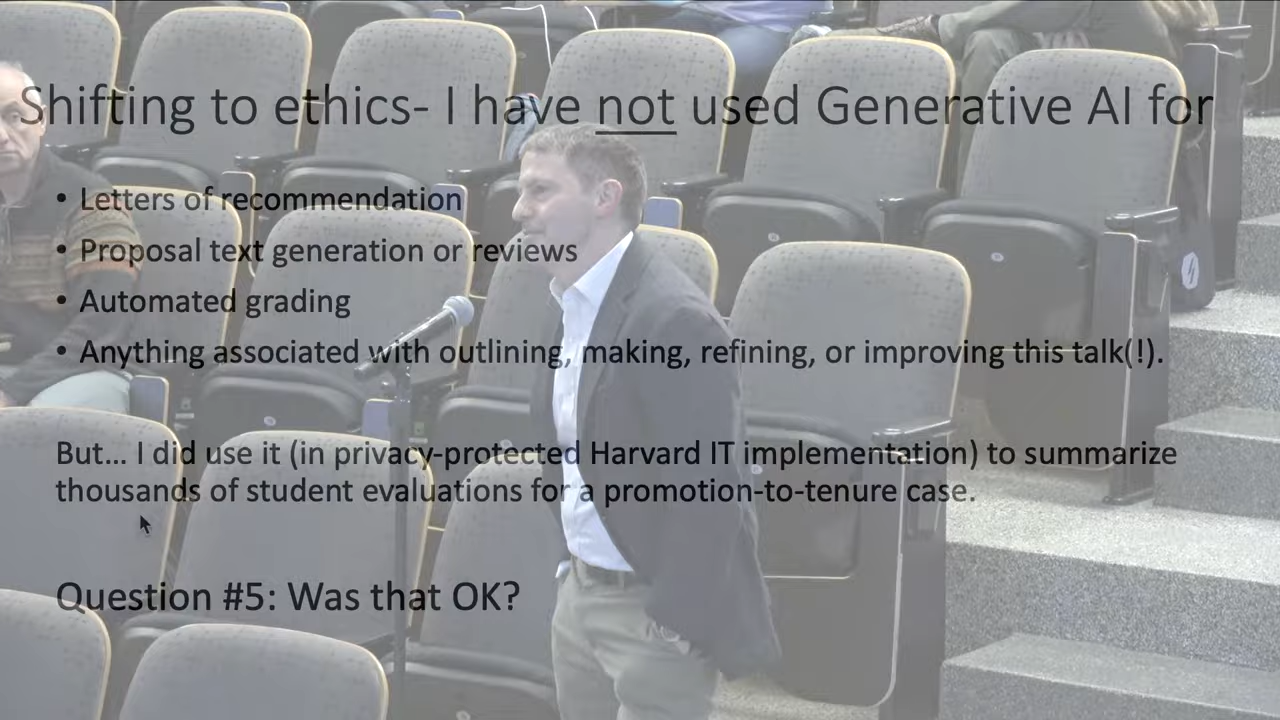 Shifting to ethics- I have not used Generative AI for
• Letters of recommendation
• Proposal text generation or reviews
• Automated grading
• Anything associated with outlining, making, refining, or improving this talk(!).
But... I did use it (in privacy-protected Harvard IT implementation) to summarize
thousands of student evaluations for a promotion-to-tenure case.
Question #5: Was that OK?